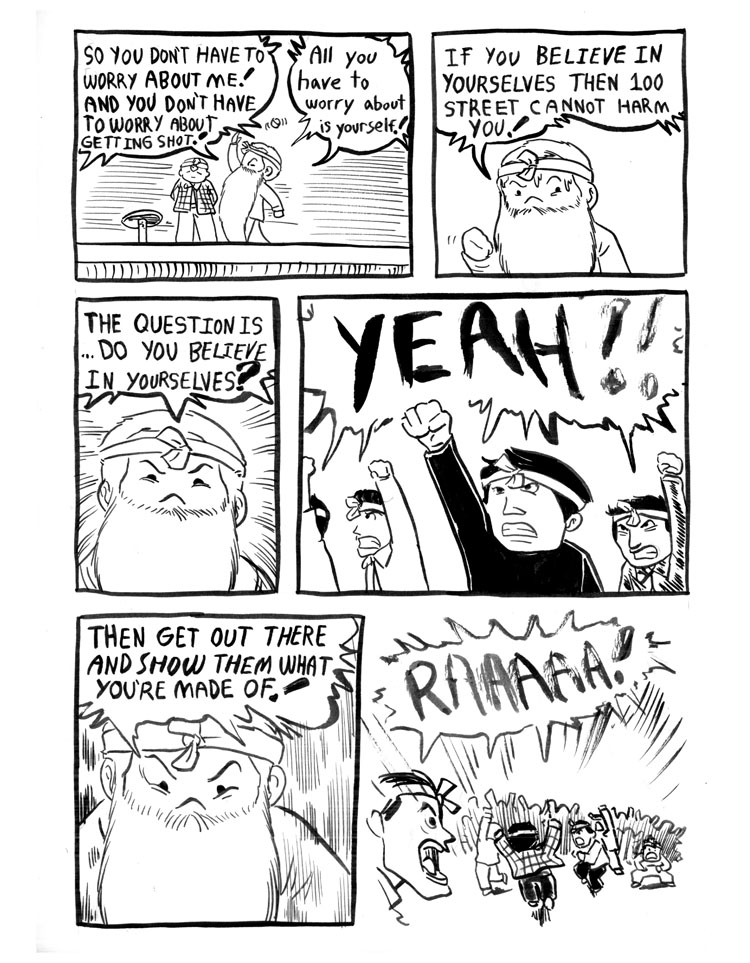 SO YOU DON'T HAVE TO
WORRY ABOUT ME!
AND YOU DON'T HAVE
TO WORRY ABOUT
GETTING SHOT!
All you
have to
worry about
is yourself!
IF YOU BELIEVE IN
YOURSELVES THEN 100
STREET CANNOT HARM
YOU!
THE QUESTION IS
...DO YOU BELIEVE
IN YOURSELVES?
YEAH!!
THEN GET OUT THERE
AND SHOW THEM WHAT
YOU'RE MADE OF!
RAAAAA!